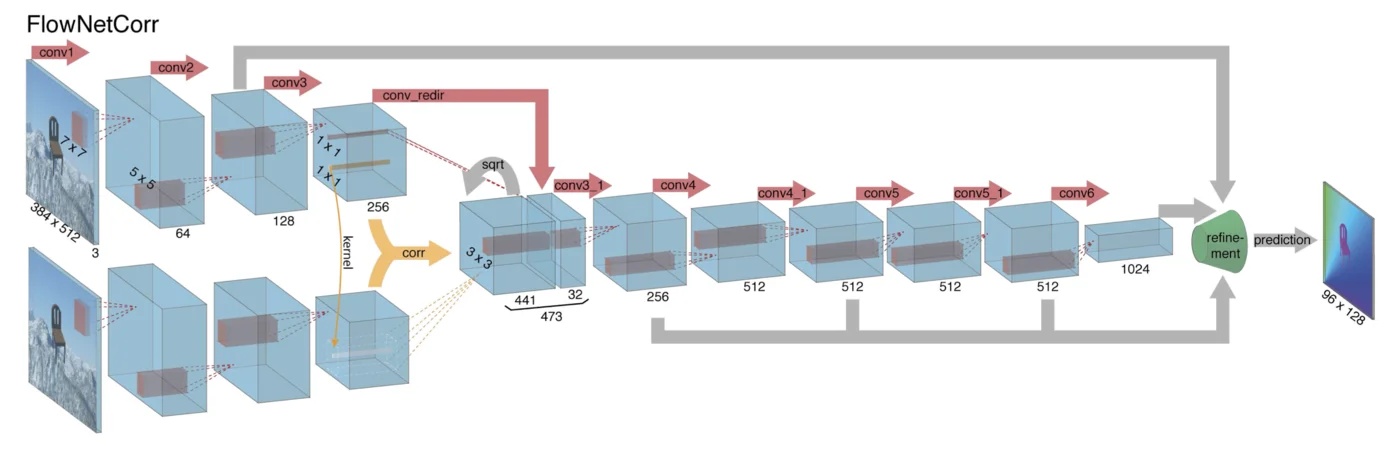 FlowNetCorr
conv1
conv2
conv3
conv_redir
7 x 7
5 x 5
1 x 1
1 x 1
384 x 512
3
64
128
256
kernel
corr
sqrt
conv3_1
conv4
conv4_1
conv5
conv5_1
conv6
3 x 3
441
32
473
256
512
512
512
512
1024
refine-
ment
prediction
96 x 128